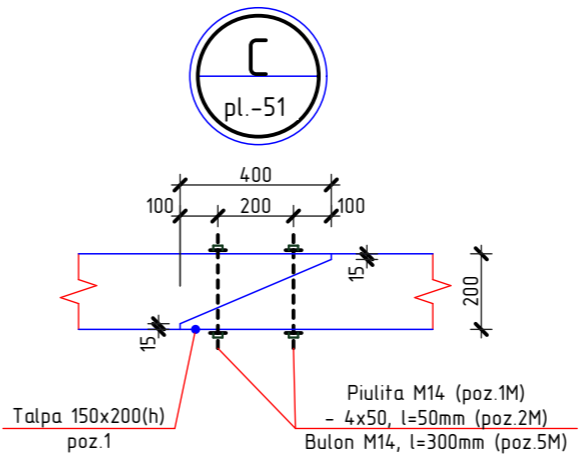 C
pl.-51
400
100
200
100
15
200
15
Talpa 150x200(h)
poz.1
Piulita M14 (poz.1M)
- 4x50, l=50mm (poz.2M)
Bulon M14, l=300mm (poz.5M)